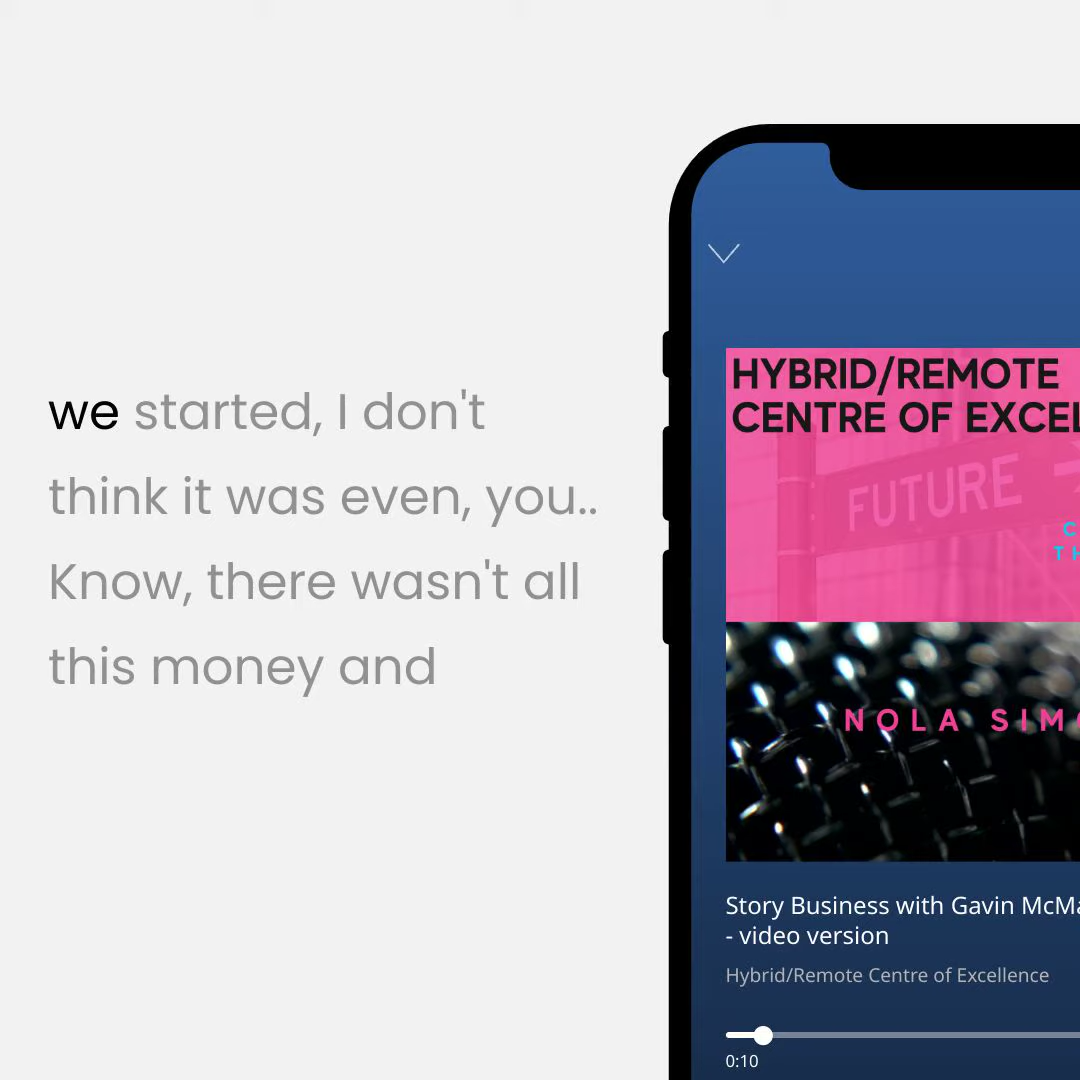 we started, I don't
think it was even, you..
Know, there wasn't all
this money and
HYBRID/REMOTE
CENTRE OF EXCEL
FUTURE
C
TH
NOLA SIM
Story Business with Gavin McMa
- video version
Hybrid/Remote Centre of Excellence
0:10